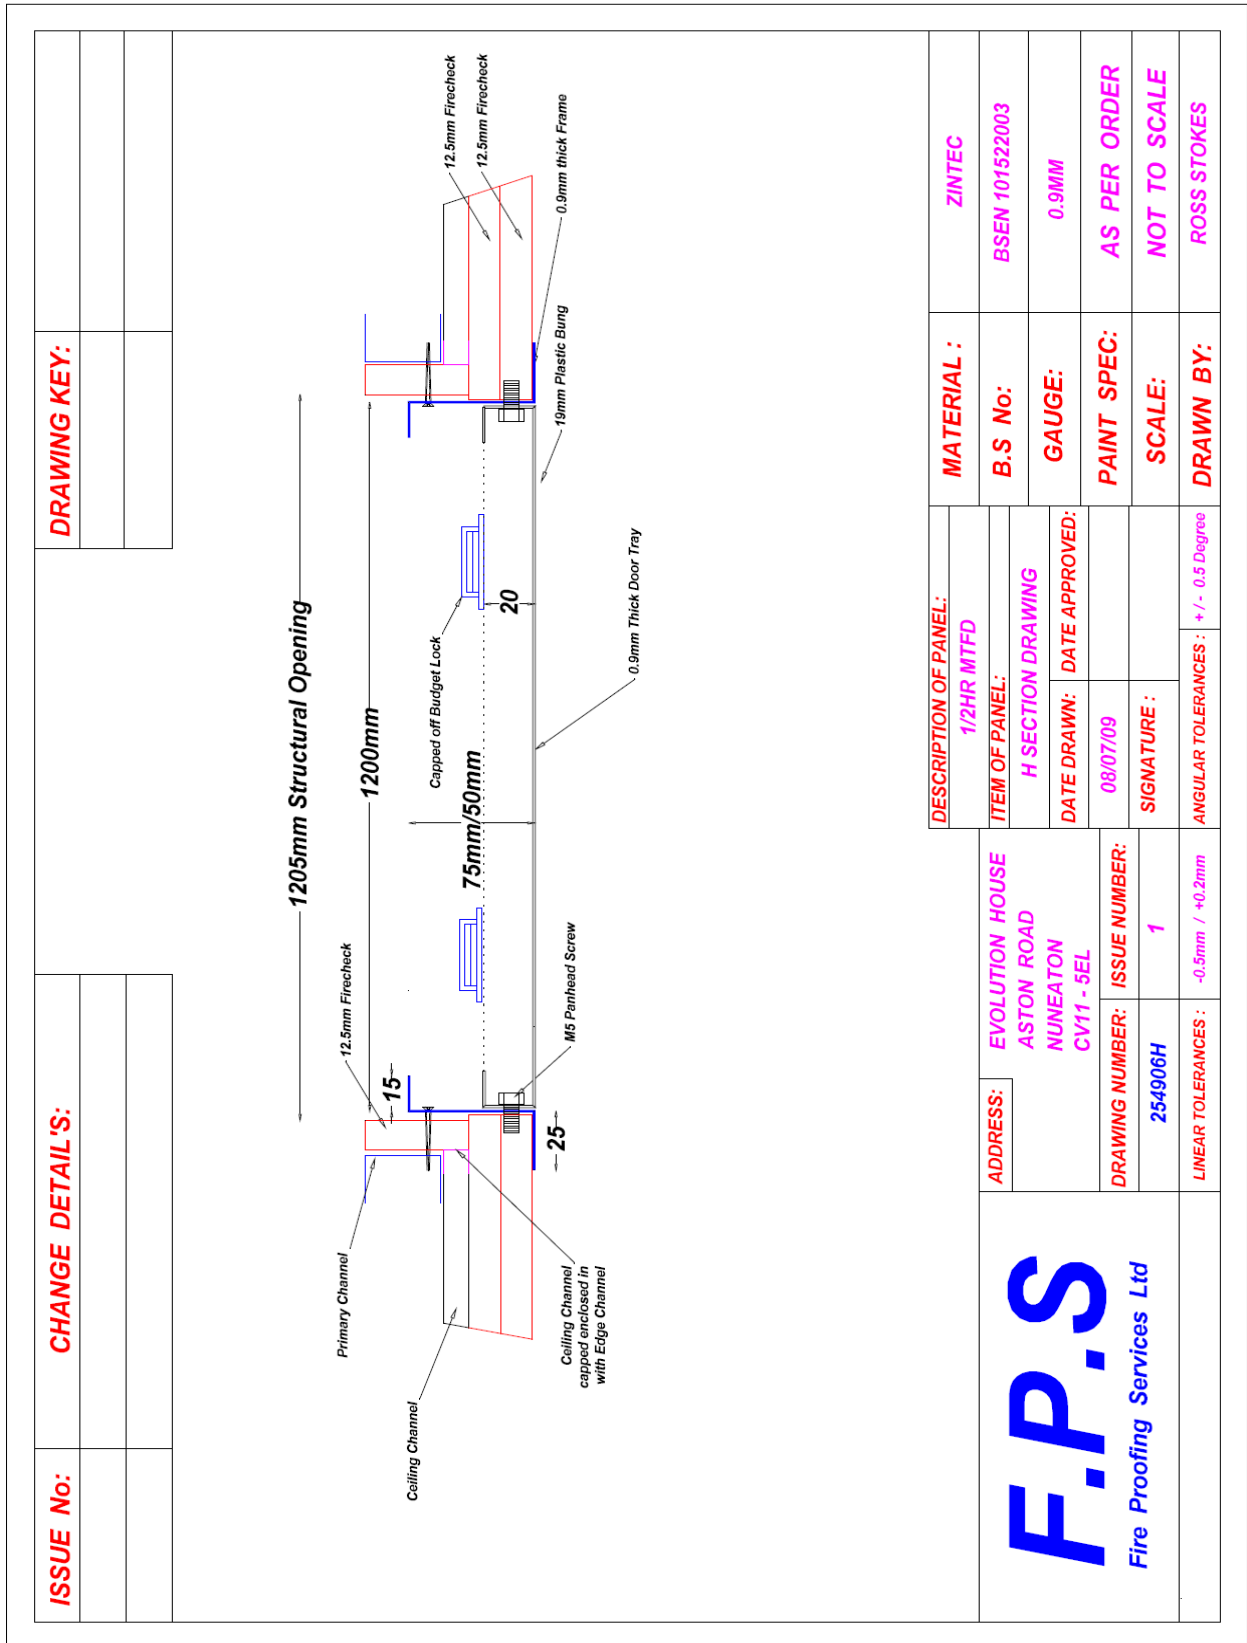 ISSUE No:
CHANGE DETAIL'S:
DRAWING KEY:
1205mm Structural Opening
1200mm
12.5mm Firecheck
15
Primary Channel
Ceiling Channel
Capped off Budget Lock
75mm/50mm
20
12.5mm Firecheck
12.5mm Firecheck
0.9mm thick Frame
19mm Plastic Bung
0.9mm Thick Door Tray
M5 Panhead Screw
25
Ceiling Channel
capped enclosed in
with Edge Channel
F.P.S
Fire Proofing Services Ltd
ADDRESS:
EVOLUTION HOUSE
ASTON ROAD
NUNEATON
CV11 - 5EL
DRAWING NUMBER:
ISSUE NUMBER:
254906H
1
LINEAR TOLERANCES :
-0.5mm / +0.2mm
DESCRIPTION OF PANEL:
1/2HR MTFD
ITEM OF PANEL:
H SECTION DRAWING
DATE DRAWN:
DATE APPROVED:
08/07/09
SIGNATURE :
ANGULAR TOLERANCES :
+ / - 0.5 Degree
MATERIAL :
ZINTEC
B.S No:
BSEN 101522003
GAUGE:
0.9MM
PAINT SPEC:
AS PER ORDER
SCALE:
NOT TO SCALE
DRAWN BY:
ROSS STOKES